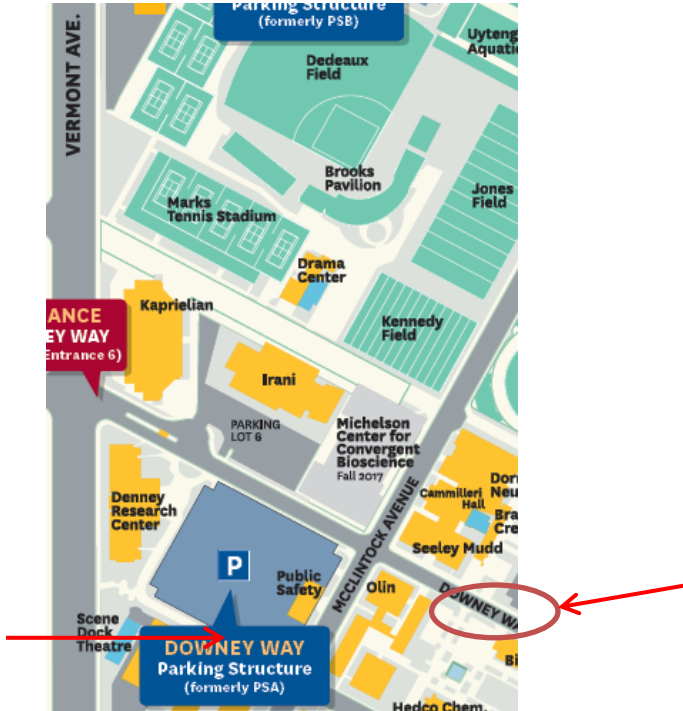 Parking Structure
(formerly PSB)
VERMONT AVE.
Dedeaux
Field
Brooks
Pavilion
Jones
Field
Marks
Tennis Stadium
Drama
Center
Kaprielian
Kennedy
Field
ANCE
EY WAY
Entrance 6)
Irani
PARKING
LOT 6
Michelson
Center for
Convergent
Bioscience
Fall 2017
Denney
Research
Center
Cammilleri
Hall
Seeley Mudd
MCCLINTOCK AVENUE
P
Public
Safety
Olin
DOWNEY
Scene
Dock
Theatre
DOWNEY WAY
Parking Structure
(formerly PSA)
Hedco Chem.